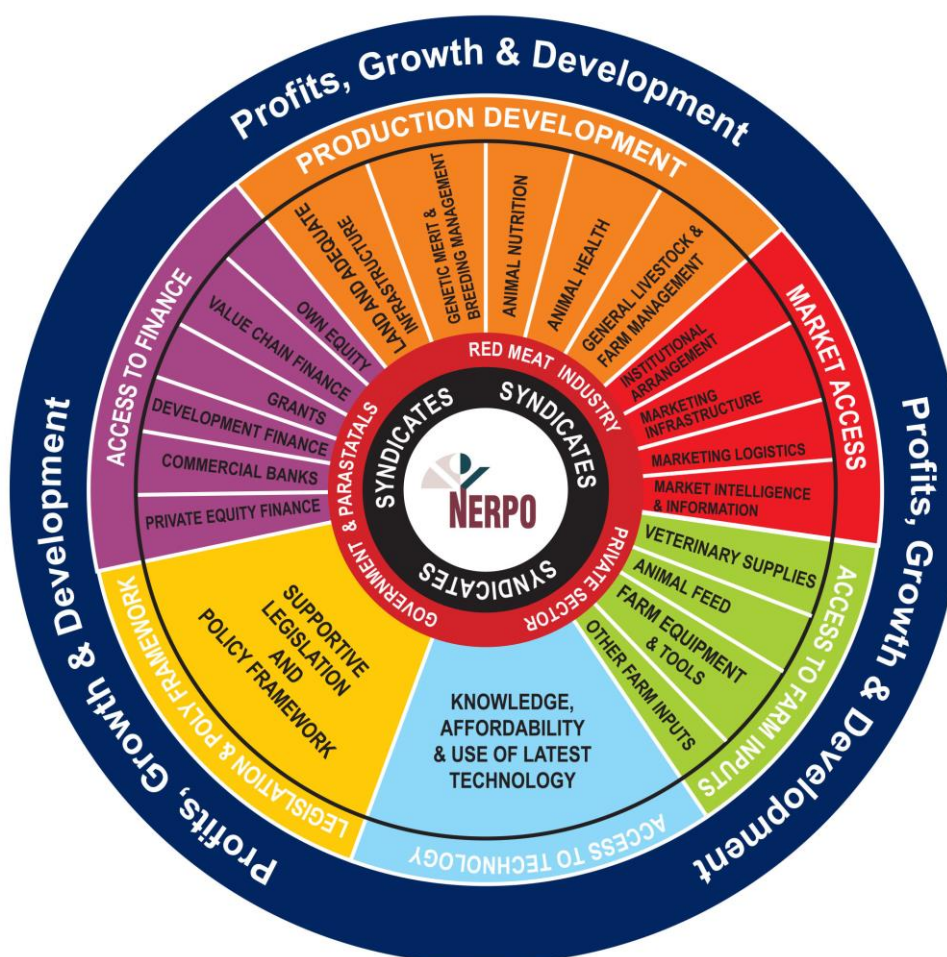 Profits, Growth & Development
Profits, Growth & Development
Profits, Growth & Development
PRODUCTION DEVELOPMENT
LAND AND ADEQUATE
INFRASTRUCTURE
GENETIC MERIT &
BREEDING MANAGEMENT
ANIMAL NUTRITION
ANIMAL HEALTH
GENERAL LIVESTOCK &
FARM MANAGEMENT
MARKET ACCESS
INSTITUTIONAL
ARRANGEMENT
MARKETING
INFRASTRUCTURE
MARKETING LOGISTICS
MARKET INTELLIGENCE
& INFORMATION
ACCESS TO FARM INPUTS
VETERINARY SUPPLIES
ANIMAL FEED
FARM EQUIPMENT
& TOOLS
OTHER FARM INPUTS
ACCESS TO TECHNOLOGY
KNOWLEDGE,
AFFORDABILITY
& USE OF LATEST
TECHNOLOGY
LEGISLATION & POLY FRAMEWORK
SUPPORTIVE
LEGISLATION
AND
POLICY FRAMEWORK
ACCESS TO FINANCE
OWN EQUITY
VALUE CHAIN FINANCE
GRANTS
DEVELOPMENT FINANCE
COMMERCIAL BANKS
PRIVATE EQUITY FINANCE
RED MEAT INDUSTRY
PRIVATE SECTOR
GOVERNMENT & PARASTATALS
SYNDICATES
SYNDICATES
SYNDICATES
NERPO